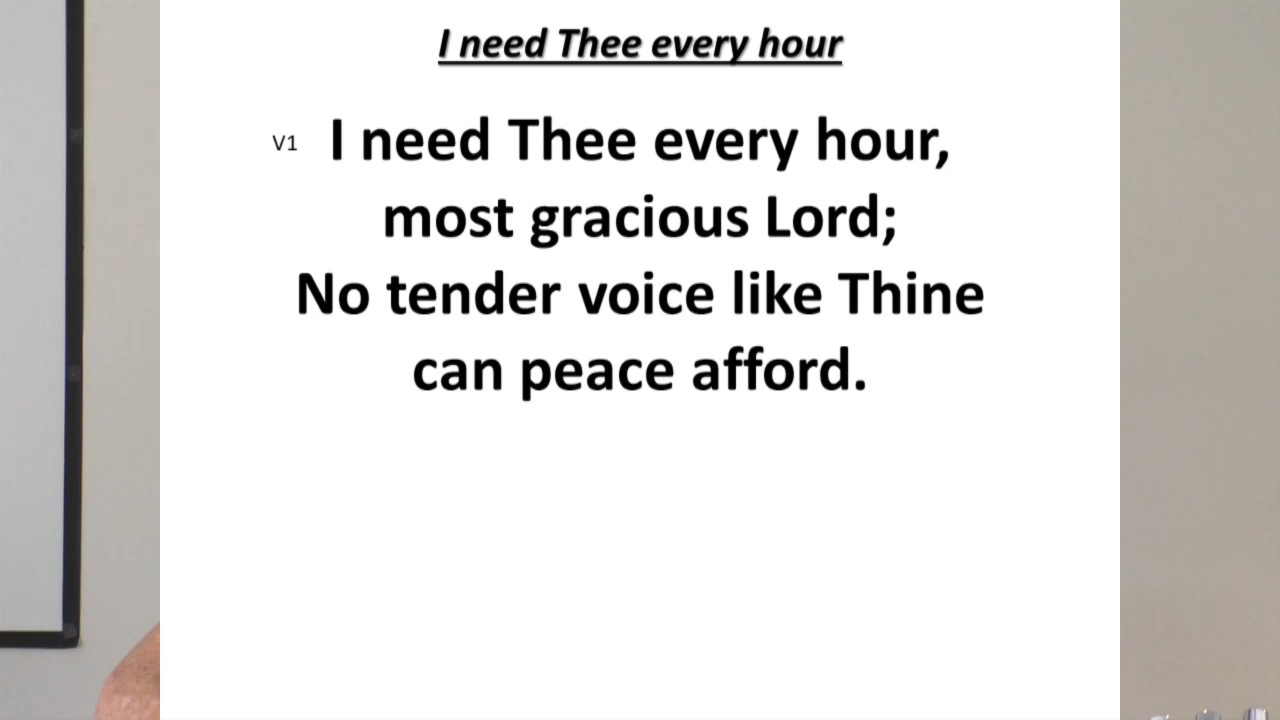 I need Thee every hour
V1 I need Thee every hour,
most gracious Lord;
No tender voice like Thine
can peace afford.